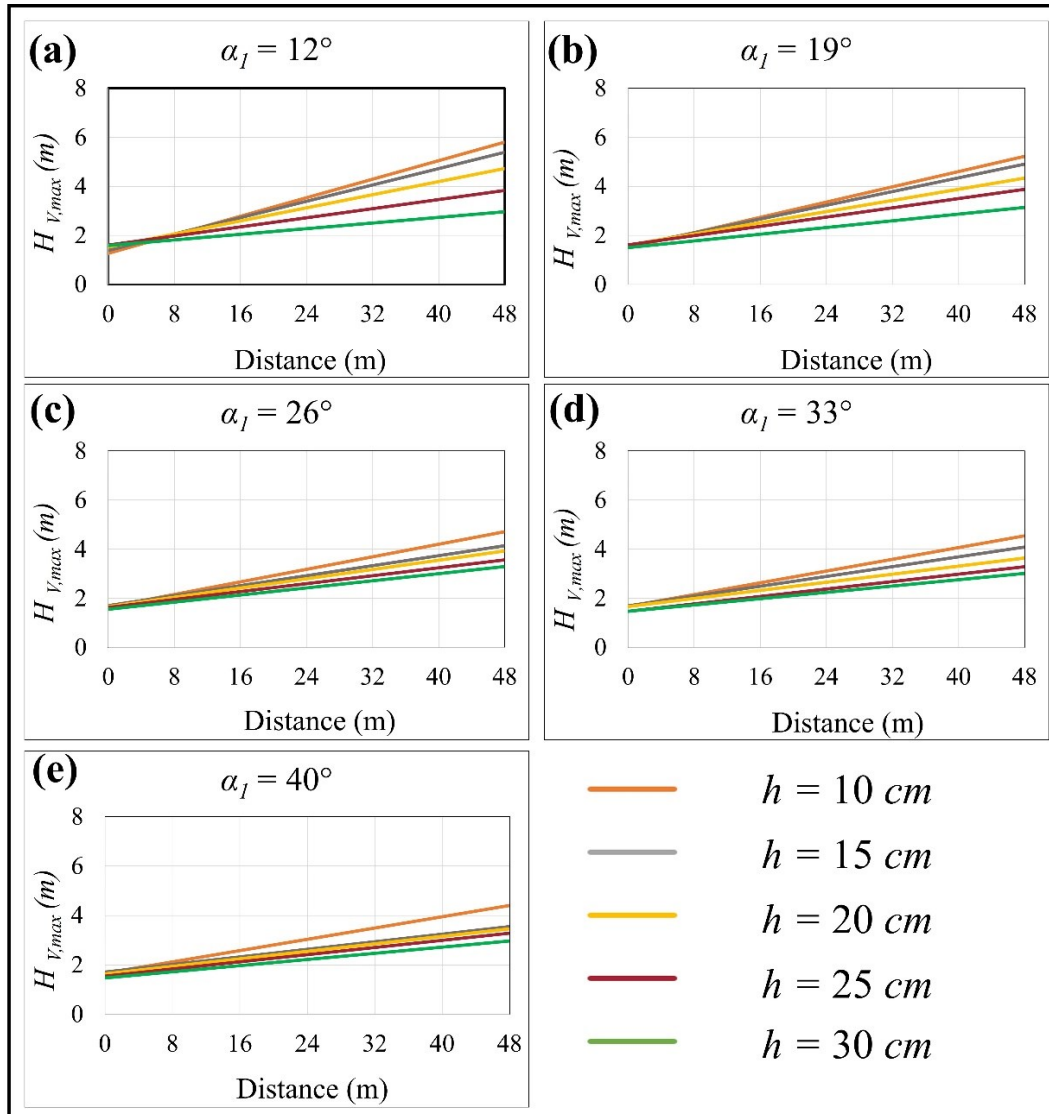 (a)
α1 = 12°
8
6
4
2
0
H V,max (m)
0 8 16 24 32 40 48
Distance (m)
(b)
α1 = 19°
8
6
4
2
0
H V,max (m)
0 8 16 24 32 40 48
Distance (m)
(c)
α1 = 26°
8
6
4
2
0
H V,max (m)
0 8 16 24 32 40 48
Distance (m)
(d)
α1 = 33°
8
6
4
2
0
H V,max (m)
0 8 16 24 32 40 48
Distance (m)
(e)
α1 = 40°
8
6
4
2
0
H V,max (m)
0 8 16 24 32 40 48
Distance (m)
h = 10 cm
h = 15 cm
h = 20 cm
h = 25 cm
h = 30 cm